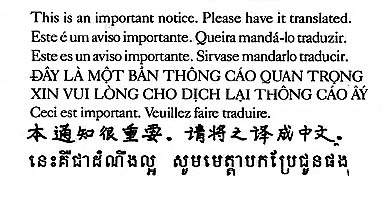 This is an important notice. Please have it translated.
Este é um aviso importante. Queira mandá-lo traduzir.
Este es un aviso importante. Sirvase mandarlo traducir.
ĐÂY LÀ MỘT BẢN THÔNG CÁO QUAN TRỌNG
XIN VUI LÒNG CHO DỊCH LẠI THÔNG CÁO ẤY
Ceci est important. Veuillez faire traduire.
本通知很重要。请将之译成中文。
នេះគឺជាដំណឹងល្អ សូមមេត្តាបកប្រែជូនផង